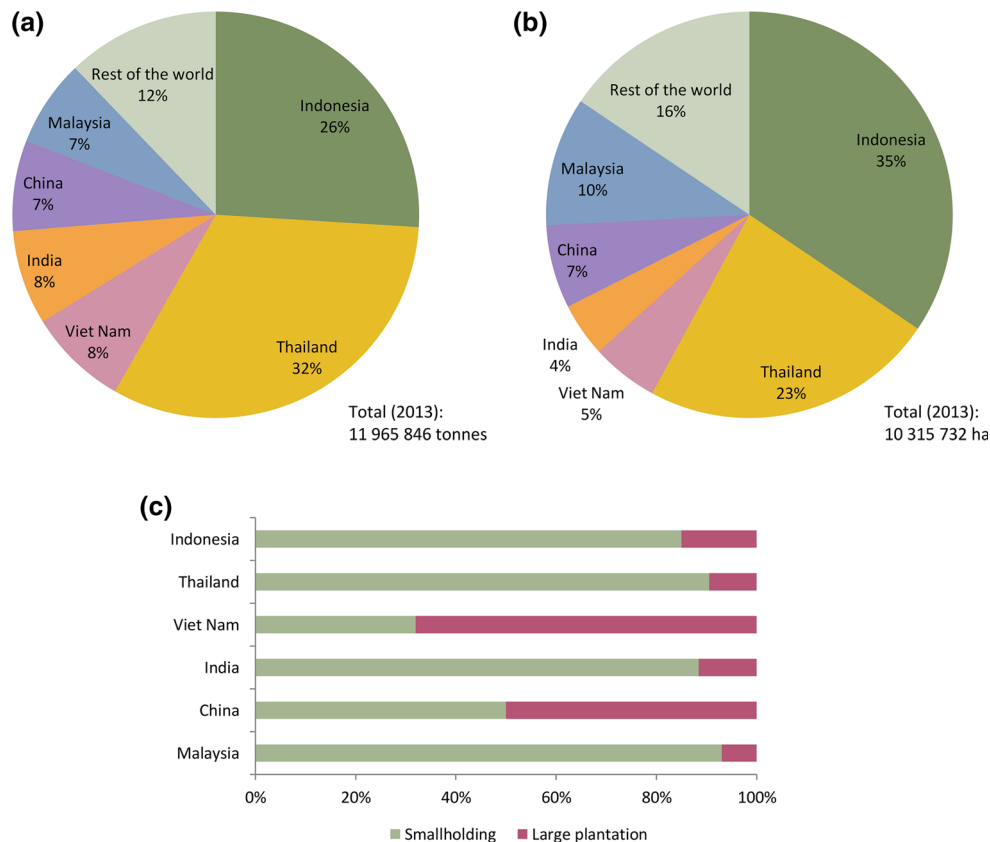 (a)
Rest of the world
12%
Indonesia
26%
Malaysia
7%
China
7%
India
8%
Viet Nam
8%
Thailand
32%
Total (2013):
11 965 846 tonnes
(b)
Rest of the world
16%
Indonesia
35%
Malaysia
10%
China
7%
India
4%
Viet Nam
5%
Thailand
23%
Total (2013):
10 315 732 ha
(c)
Indonesia
Thailand
Viet Nam
India
China
Malaysia
0% 20% 40% 60% 80% 100%
Smallholding Large plantation